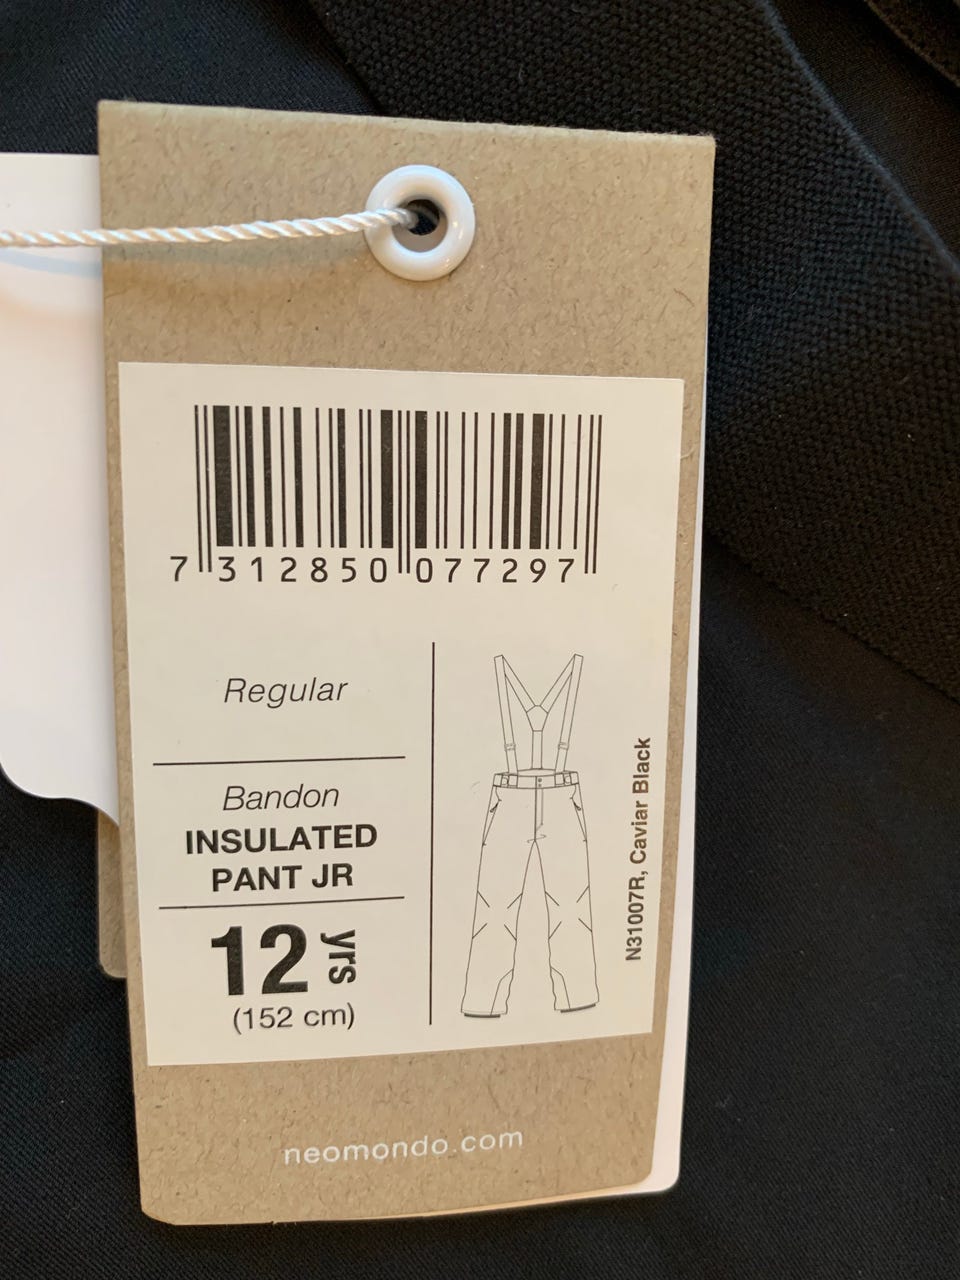 7 312850 077297
Regular
Bandon
INSULATED
PANT JR
12 yrs
(152 cm)
N31007R, Caviar Black
neomondo.com